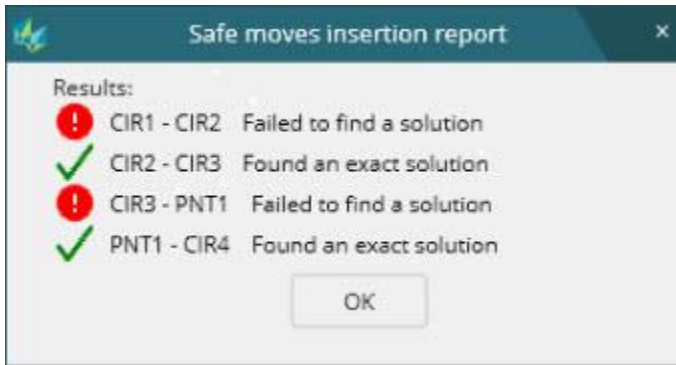 Safe moves insertion report
Results:
CIR1 - CIR2 Failed to find a solution
CIR2 - CIR3 Found an exact solution
CIR3 - PNT1 Failed to find a solution
PNT1 - CIR4 Found an exact solution
OK